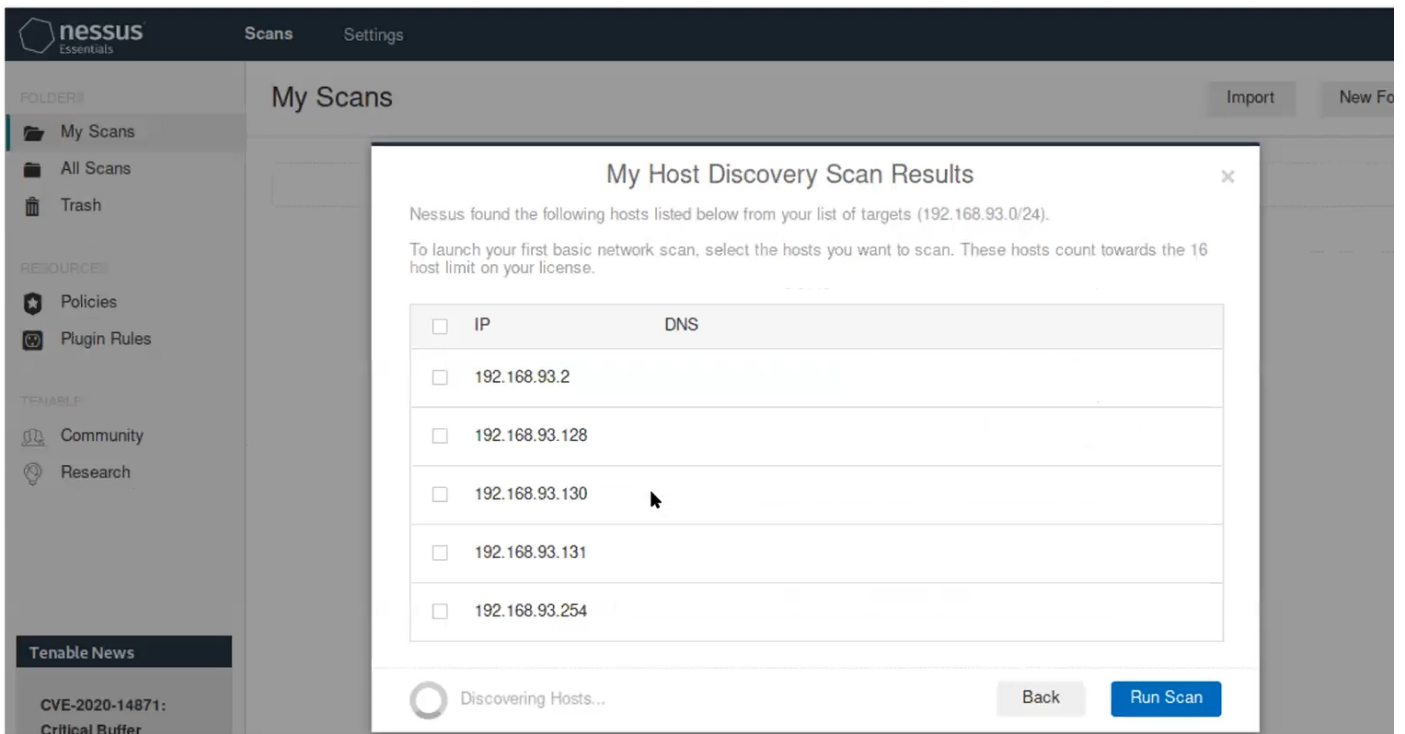 nessus
Essentials
Scans
Settings
FOLDERS
My Scans
All Scans
Trash
RESOURCES
Policies
Plugin Rules
TENABLE
Community
Research
Tenable News
CVE-2020-14871:
Critical Buffer
My Scans
Import
New Fo
My Host Discovery Scan Results
×
Nessus found the following hosts listed below from your list of targets (192.168.93.0/24).
To launch your first basic network scan, select the hosts you want to scan. These hosts count towards the 16
host limit on your license.
IP DNS
192.168.93.2
192.168.93.128
192.168.93.130
192.168.93.131
192.168.93.254
Discovering Hosts...
Back
Run Scan